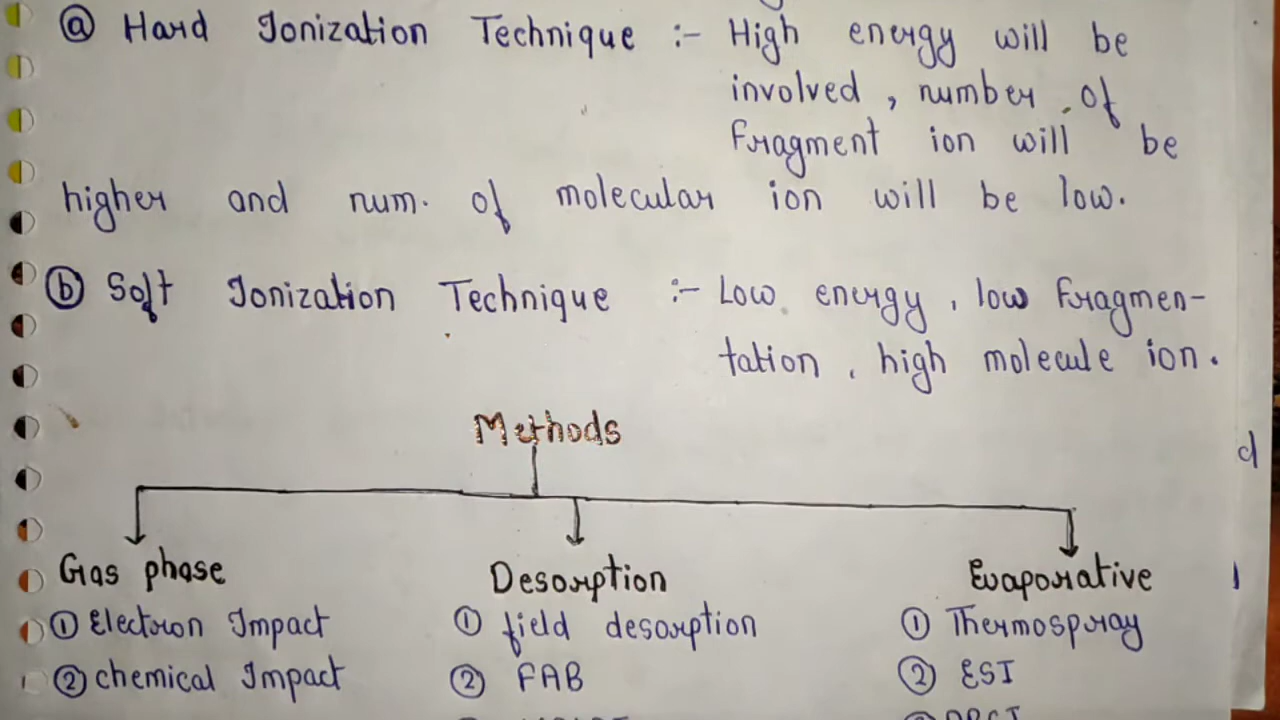 ⓐ Hard Ionization Technique :- High energy will be
involved, number of
fragment ion will be
higher and num. of molecular ion will be low.
ⓑ Soft Ionization Technique :- Low energy, low fragmen-
tation, high molecule ion.
Methods
Gas phase Desorption Evaporative
① Electron Impact ① field desorption ① Thermospray
② chemical Impact ② FAB ② ESI